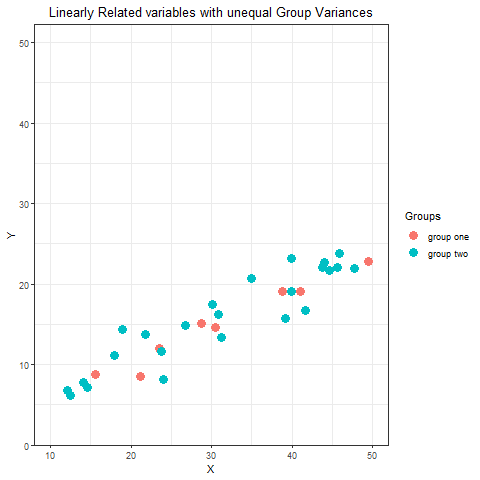 Linearly Related variables with unequal Group Variances
50
40
30
20
10
0
Y
10
20
30
40
50
X
Groups
group one
group two